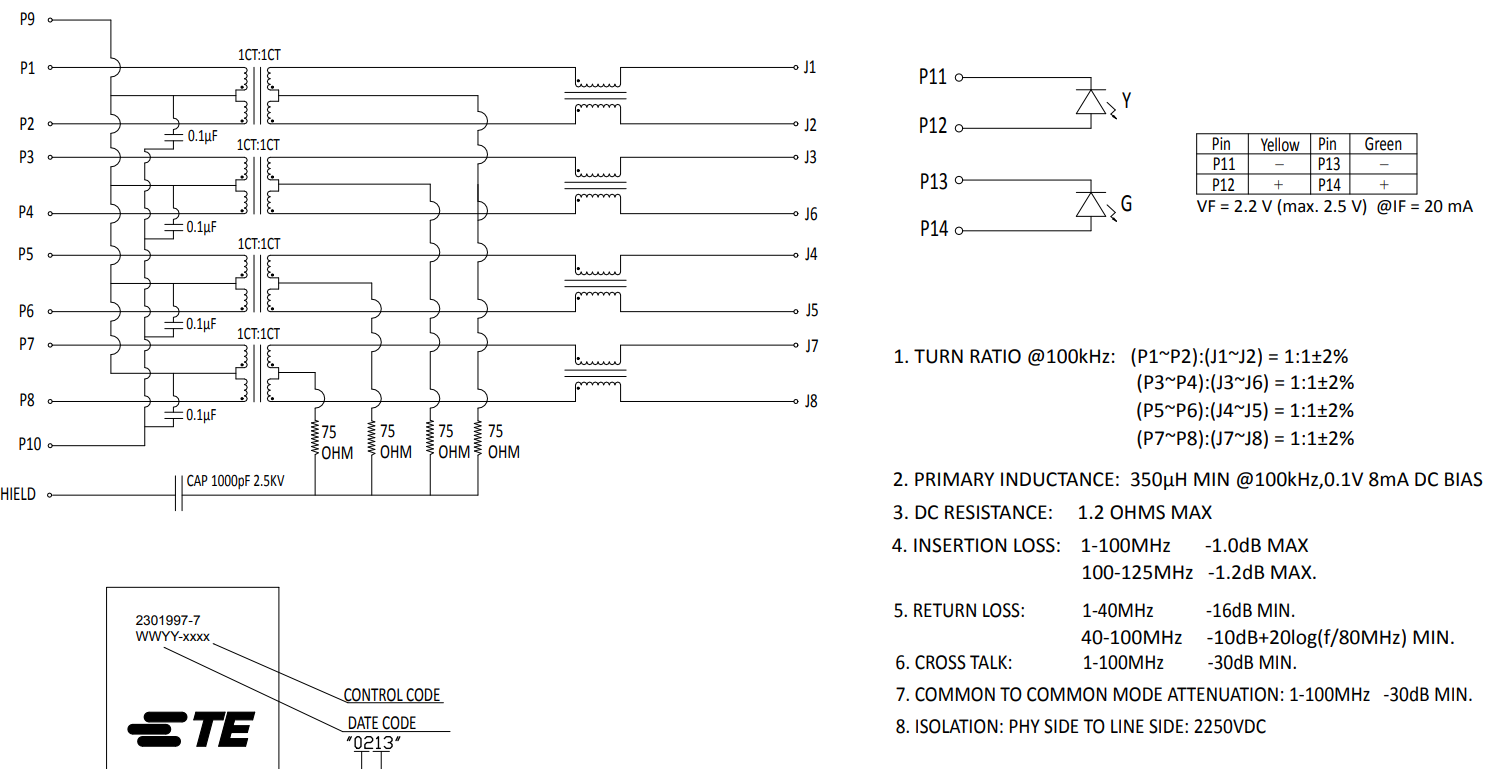 P9
1CT:1CT
P1
J1
P2
J2
0.1µF
1CT:1CT
P3
J3
P4
J6
0.1µF
1CT:1CT
P5
J4
P6
J5
0.1µF
1CT:1CT
P7
J7
P8
J8
0.1µF
P10
75 OHM
75 OHM
75 OHM
75 OHM
CAP 1000pF 2.5KV
HIELD
P11
Y
P12
P13
G
P14
Pin Yellow Pin Green
P11 – P13 –
P12 + P14 +
VF = 2.2 V (max. 2.5 V) @IF = 20 mA
1. TURN RATIO @100kHz: (P1~P2):(J1~J2) = 1:1±2%
(P3~P4):(J3~J6) = 1:1±2%
(P5~P6):(J4~J5) = 1:1±2%
(P7~P8):(J7~J8) = 1:1±2%
2. PRIMARY INDUCTANCE: 350µH MIN @100kHz,0.1V 8mA DC BIAS
3. DC RESISTANCE: 1.2 OHMS MAX
4. INSERTION LOSS: 1-100MHz -1.0dB MAX
100-125MHz -1.2dB MAX.
5. RETURN LOSS: 1-40MHz -16dB MIN.
40-100MHz -10dB+20log(f/80MHz) MIN.
6. CROSS TALK: 1-100MHz -30dB MIN.
7. COMMON TO COMMON MODE ATTENUATION: 1-100MHz -30dB MIN.
8. ISOLATION: PHY SIDE TO LINE SIDE: 2250VDC
2301997-7
WWYY-xxxx
CONTROL CODE
DATE CODE
"0213"
TE